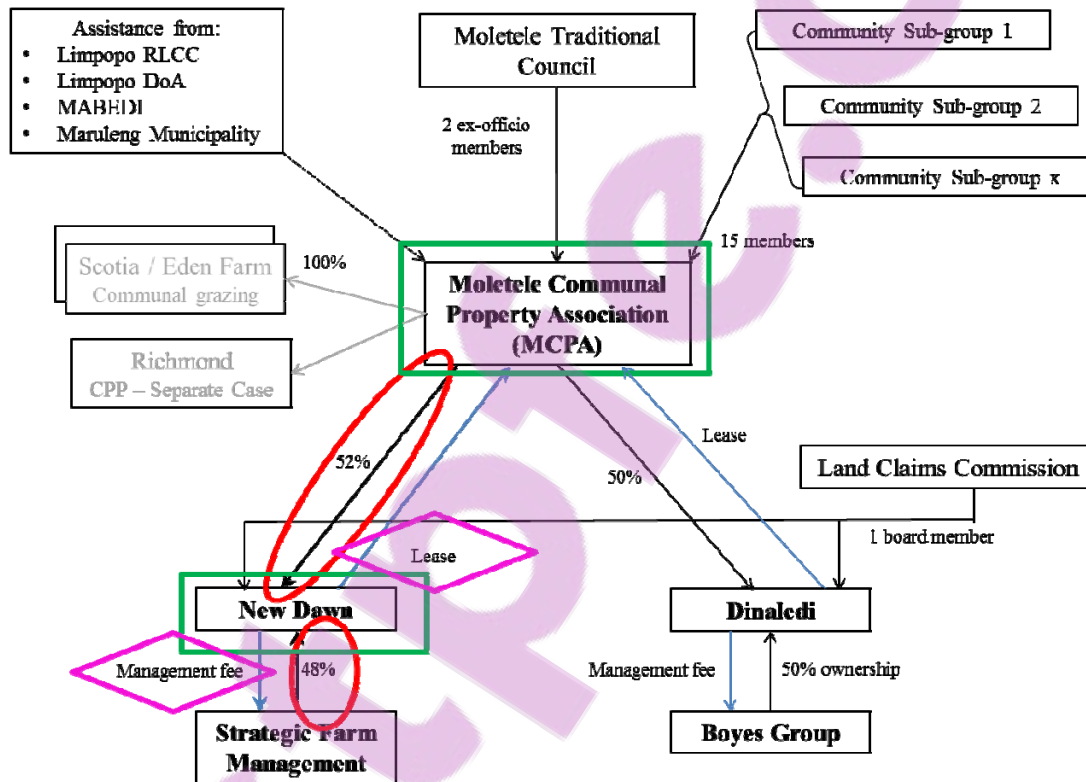 Assistance from:
• Limpopo RLCC
• Limpopo DoA
• MABEDI
• Maruleng Municipality
Moletele Traditional
Council
Community Sub-group 1
Community Sub-group 2
Community Sub-group x
2 ex-officio
members
15 members
Scotia / Eden Farm
Communal grazing
100%
Moletele Communal
Property Association
(MCPA)
Richmond
CPP – Separate Case
52%
50%
Lease
Land Claims Commission
1 board member
Lease
New Dawn
Dinaledi
Management fee
48%
Management fee
50% ownership
Strategic Farm
Management
Boyes Group